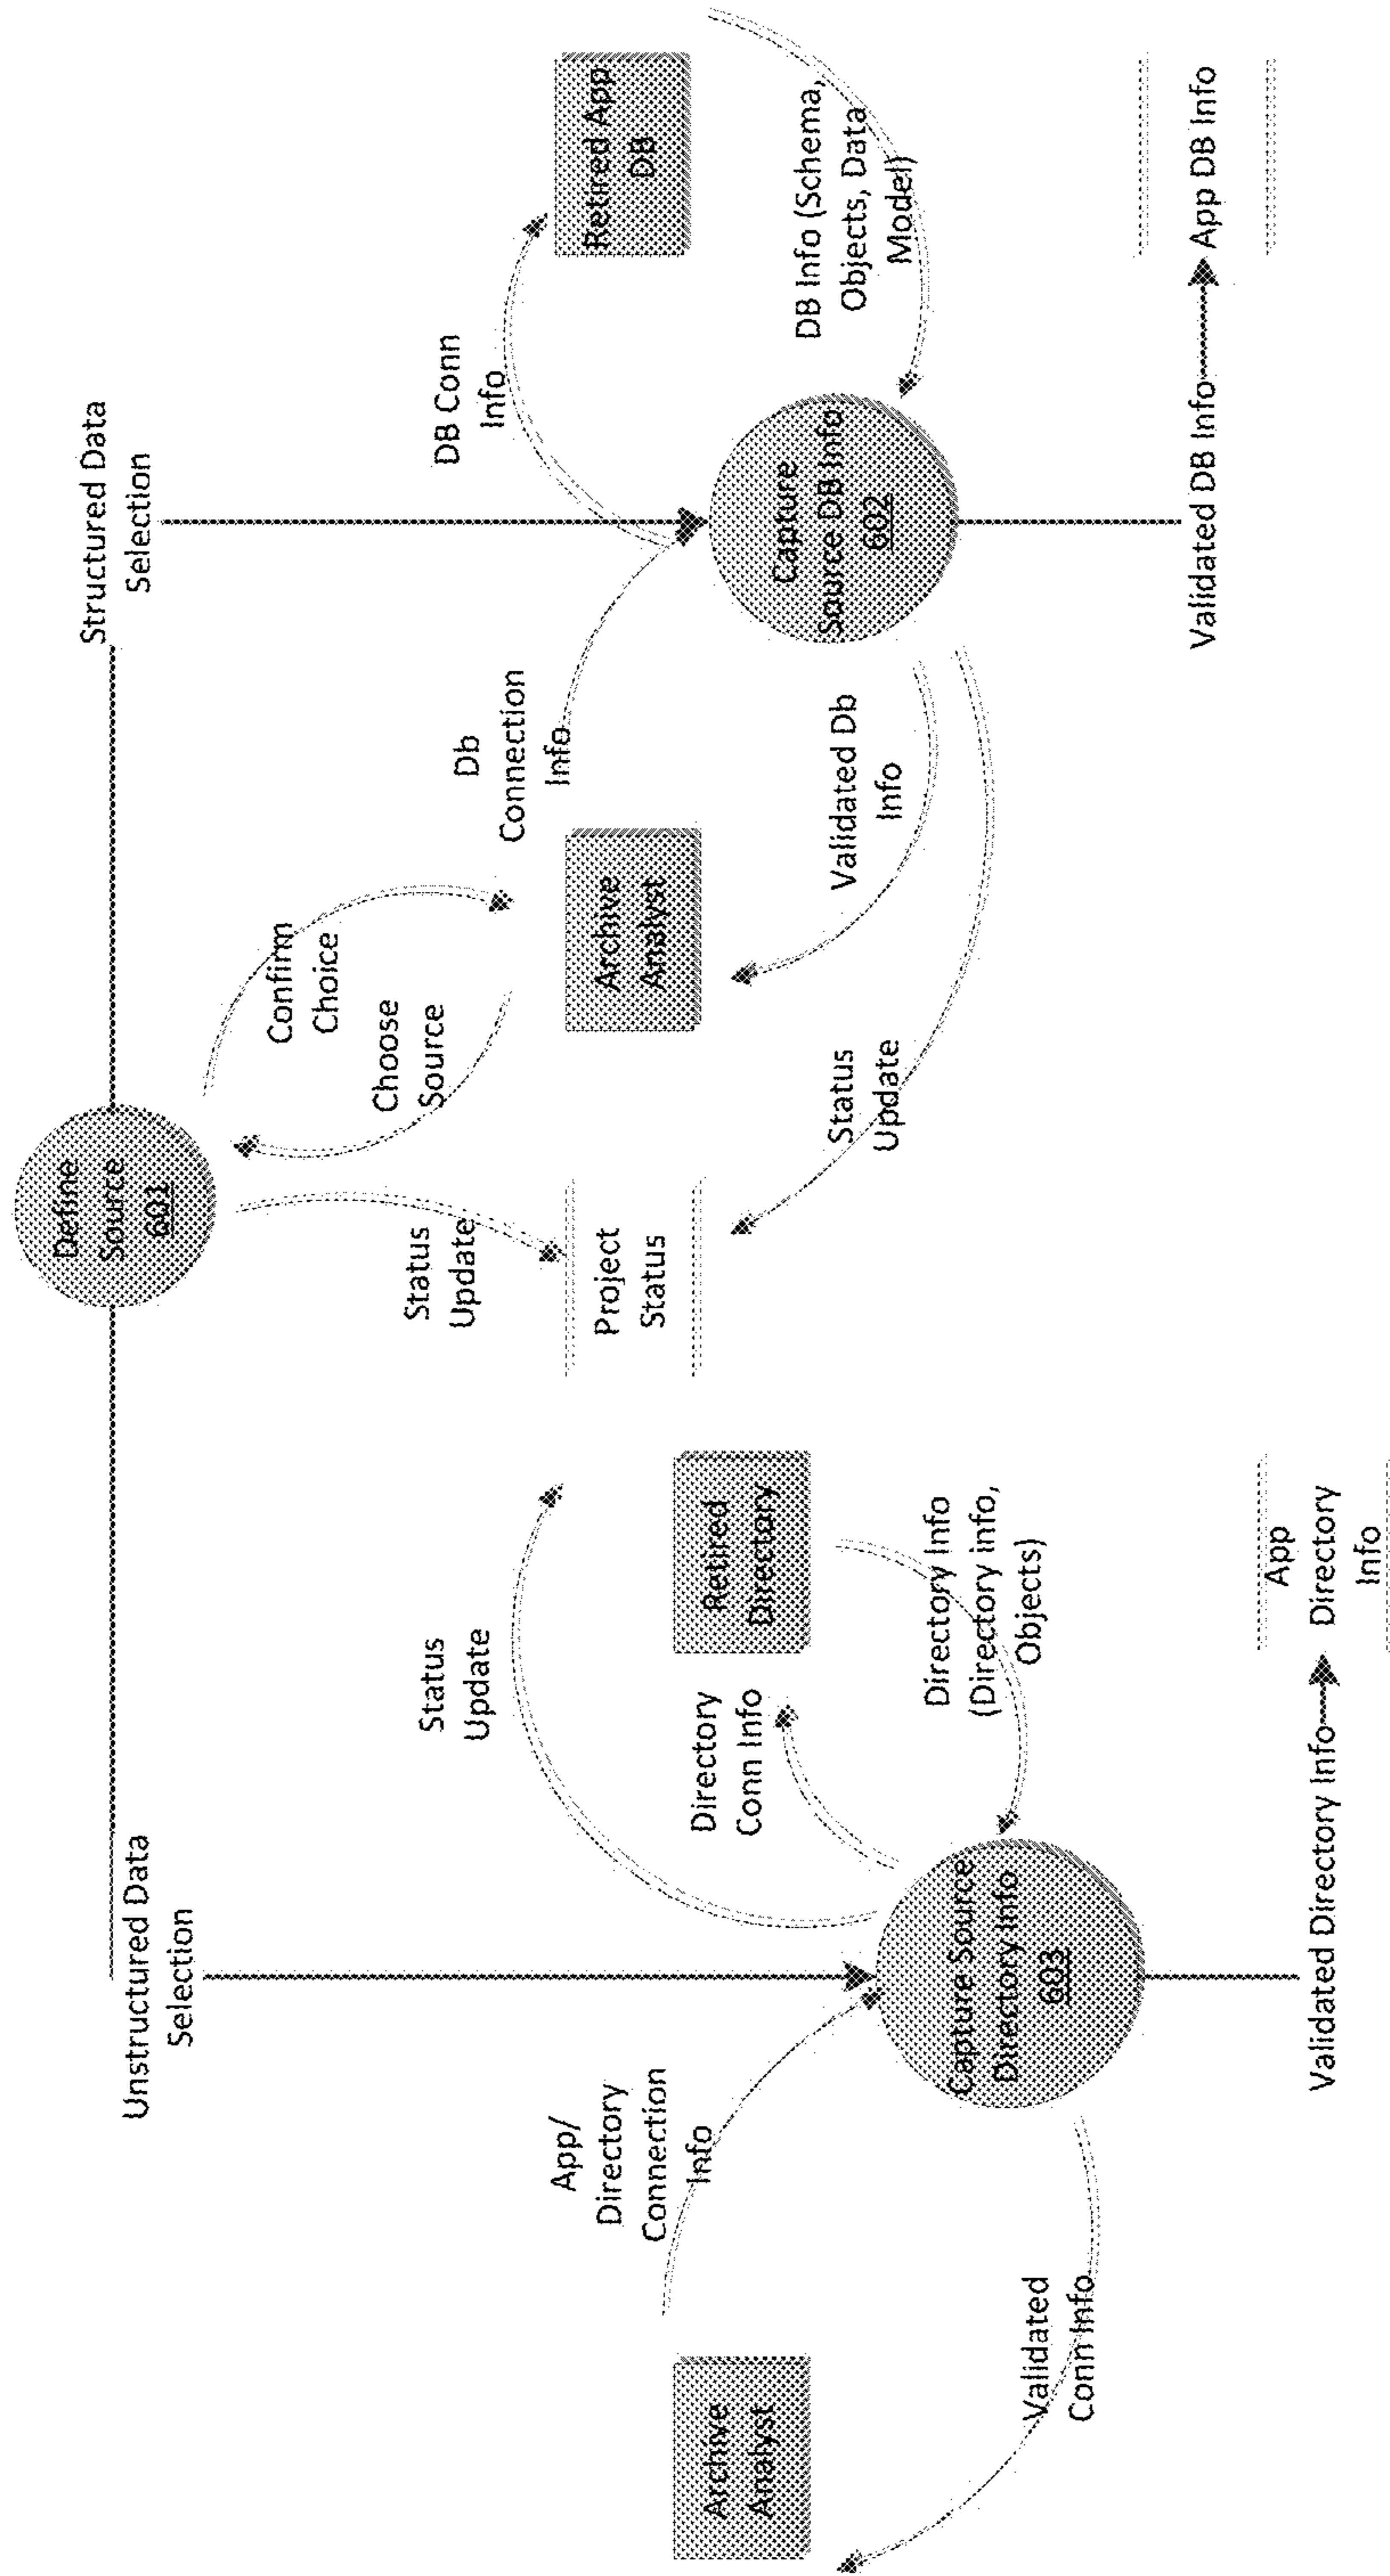 Define
Source
601
Unstructured Data
Selection
Structured Data
Selection
Confirm
Choice
Choose
Source
Status
Update
Status
Update
Db
Connection
Info
DB Conn
Info
App/
Directory
Connection
Info
Project
Status
Archive
Analyst
Retired App
DB
Archive
Analyst
Directory
Conn Info
Retired
Directory
Status
Update
Validated Db
Info
Capture
Source DB Info
602
DB Info (Schema,
Objects, Data
Model)
Capture Source
Directory Info
603
Directory Info
(Directory info,
Objects)
Validated
Conn Info
Validated DB Info
App DB Info
Validated Directory Info
App
Directory
Info